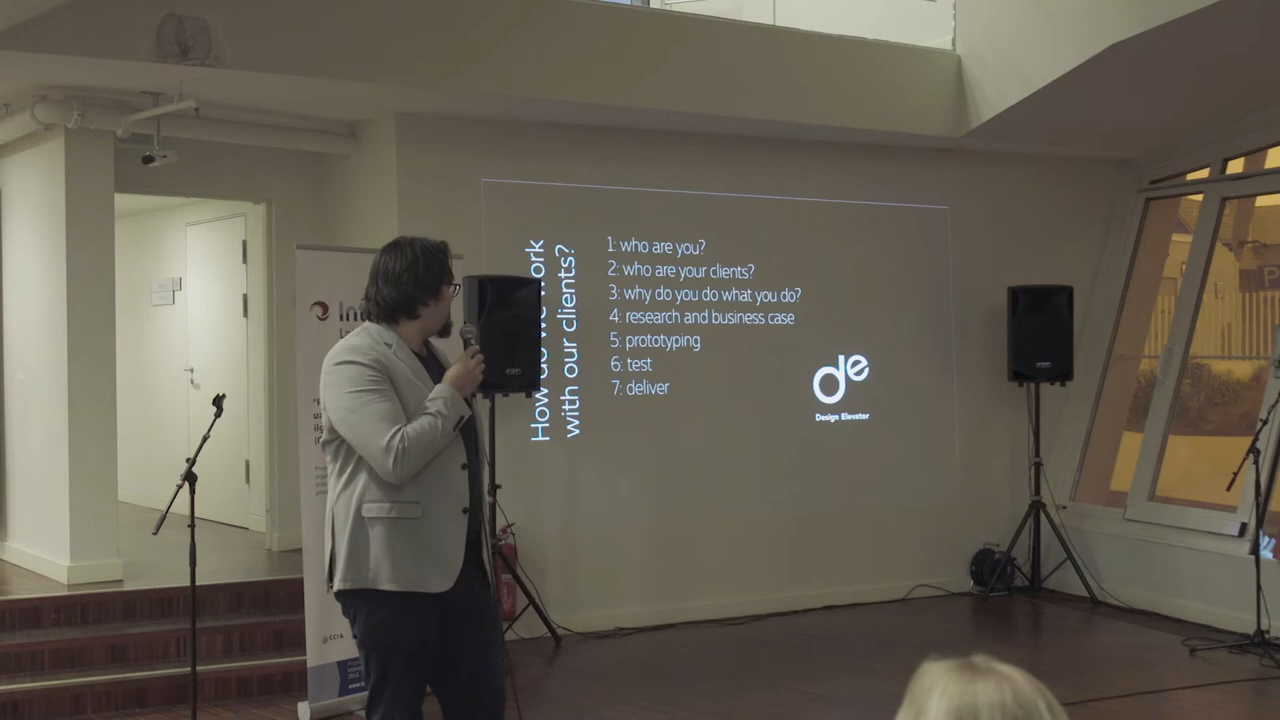 How do we work
with our clients?
1: who are you?
2: who are your clients?
3: why do you do what you do?
4: research and business case
5: prototyping
6: test
7: deliver
de
Design Elevator
P